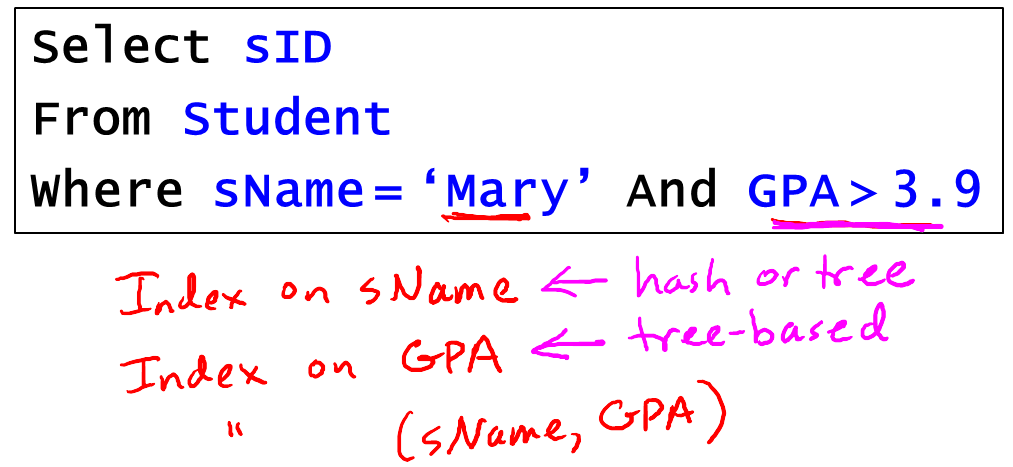 Select sID
From Student
Where sName = ‘Mary’ And GPA > 3.9
Index on sName ← hash or tree
Index on GPA ← tree-based
" (sName, GPA)